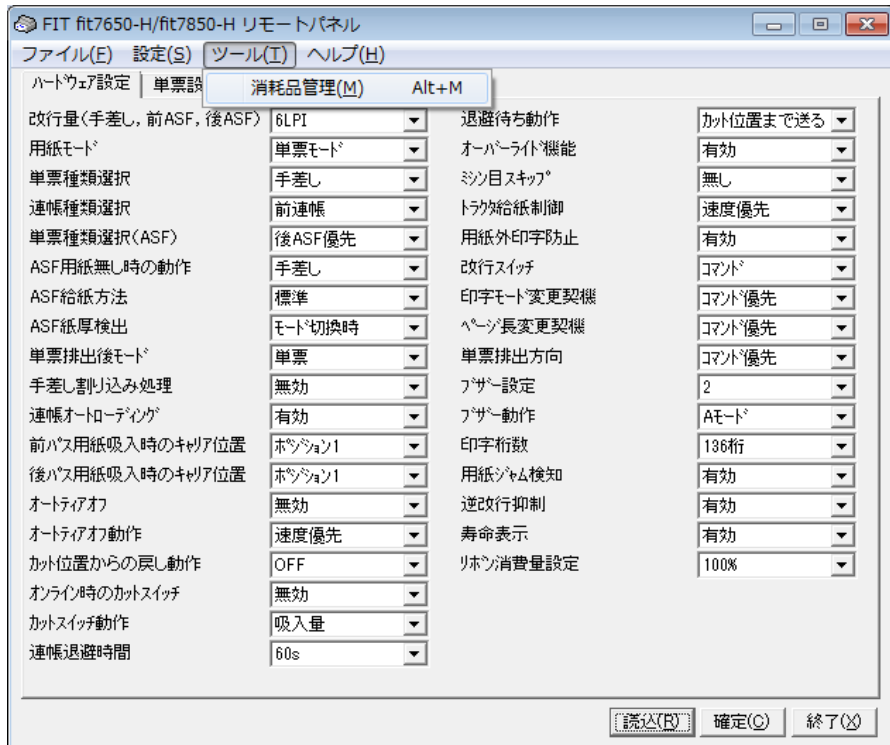 FIT fit7650-H/fit7850-H リモートパネル
ファイル(F) 設定(S) ツール(T) ヘルプ(H)
消耗品管理(M) Alt+M
ﾊｰﾄﾞｳｪｱ設定 単票設
改行量(手差し,前ASF,後ASF) 6LPI
用紙ﾓｰﾄﾞ 単票ﾓｰﾄﾞ
単票種類選択 手差し
連帳種類選択 前連帳
単票種類選択(ASF) 後ASF優先
ASF用紙無し時の動作 手差し
ASF給紙方法 標準
ASF紙厚検出 ﾓｰﾄﾞ切換時
単票排出後ﾓｰﾄﾞ 単票
手差し割り込み処理 無効
連帳ｵｰﾄﾛｰﾃﾞｨﾝｸﾞ 有効
前ﾊﾟｽ用紙吸入時のｷｬﾘｱ位置 ﾎﾟｼﾞｼｮﾝ1
後ﾊﾟｽ用紙吸入時のｷｬﾘｱ位置 ﾎﾟｼﾞｼｮﾝ1
ｵｰﾄﾃｨｱｵﾌ 無効
ｵｰﾄﾃｨｱｵﾌ動作 速度優先
ｶｯﾄ位置からの戻し動作 OFF
ｵﾝﾗｲﾝ時のｶｯﾄｽｲｯﾁ 無効
ｶｯﾄｽｲｯﾁ動作 吸入量
連帳退避時間 60s
退避待ち動作 ｶｯﾄ位置まで送る
ｵｰﾊﾞｰﾗｲﾄﾞ機能 有効
ﾐｼﾝ目ｽｷｯﾌﾟ 無し
ﾄﾗｸﾀ給紙制御 速度優先
用紙外印字防止 有効
改行ｽｲｯﾁ ｺﾏﾝﾄﾞ
印字ﾓｰﾄﾞ変更契機 ｺﾏﾝﾄﾞ優先
ﾍﾟｰｼﾞ長変更契機 ｺﾏﾝﾄﾞ優先
単票排出方向 ｺﾏﾝﾄﾞ優先
ﾌﾞｻﾞｰ設定 2
ﾌﾞｻﾞｰ動作 Aﾓｰﾄﾞ
印字桁数 136桁
用紙ｼﾞｬﾑ検知 有効
逆改行抑制 有効
寿命表示 有効
ﾘﾎﾞﾝ消費量設定 100%
読込(R) 確定(C) 終了(X)